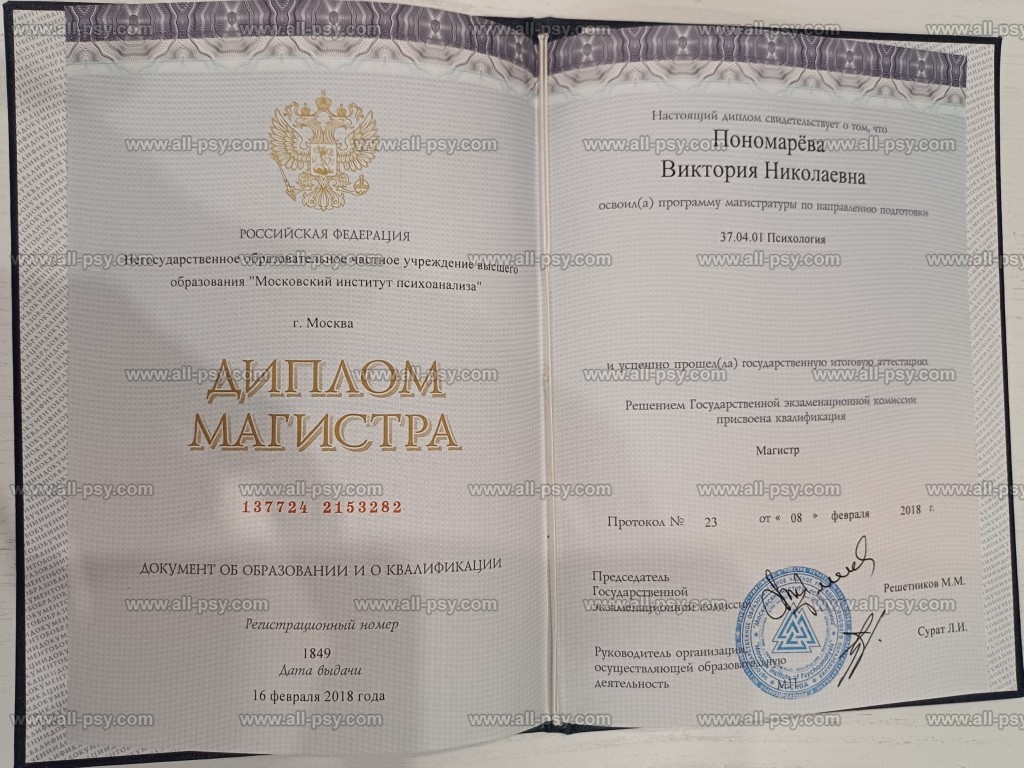 РОССИЙСКАЯ ФЕДЕРАЦИЯ
Негосударственное образовательное частное учреждение высшего
образования "Московский институт психоанализа"
г. Москва
ДИПЛОМ
МАГИСТРА
137724 2153282
ДОКУМЕНТ ОБ ОБРАЗОВАНИИ И О КВАЛИФИКАЦИИ
Регистрационный номер
1849
Дата выдачи
16 февраля 2018 года
Настоящий диплом свидетельствует о том, что
Пономарёва
Виктория Николаевна
освоил(а) программу магистратуры по направлению подготовки
37.04.01 Психология
и успешно прошел(ла) государственную итоговую аттестацию
Решением Государственной экзаменационной комиссии
присвоена квалификация
Магистр
Протокол № 23 от « 08 » февраля 2018 г.
Председатель
Государственной
экзаменационной комиссии
Решетников М.М.
Руководитель организации,
осуществляющей образовательную
деятельность
Сурат Л.И.
М.П.
www.all-psy.com